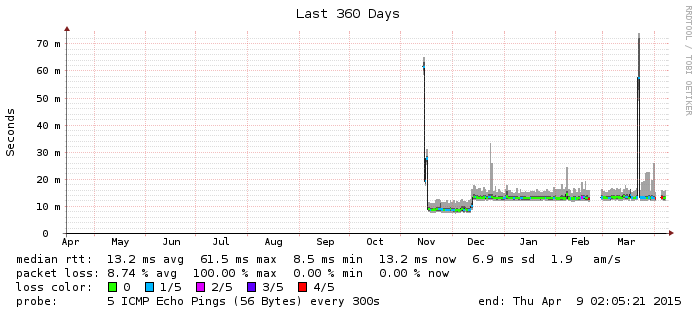 Last 360 Days
RRDTOOL / TOBI OETIKER
Seconds
70 m
60 m
50 m
40 m
30 m
20 m
10 m
0
Apr May Jun Jul Aug Sep Oct Nov Dec Jan Feb Mar
median rtt: 13.2 ms avg 61.5 ms max 8.5 ms min 13.2 ms now 6.9 ms sd 1.9 am/s
packet loss: 8.74 % avg 100.00 % max 0.00 % min 0.00 % now
loss color: 0 1/5 2/5 3/5 4/5
probe: 5 ICMP Echo Pings (56 Bytes) every 300s end: Thu Apr 9 02:05:21 2015